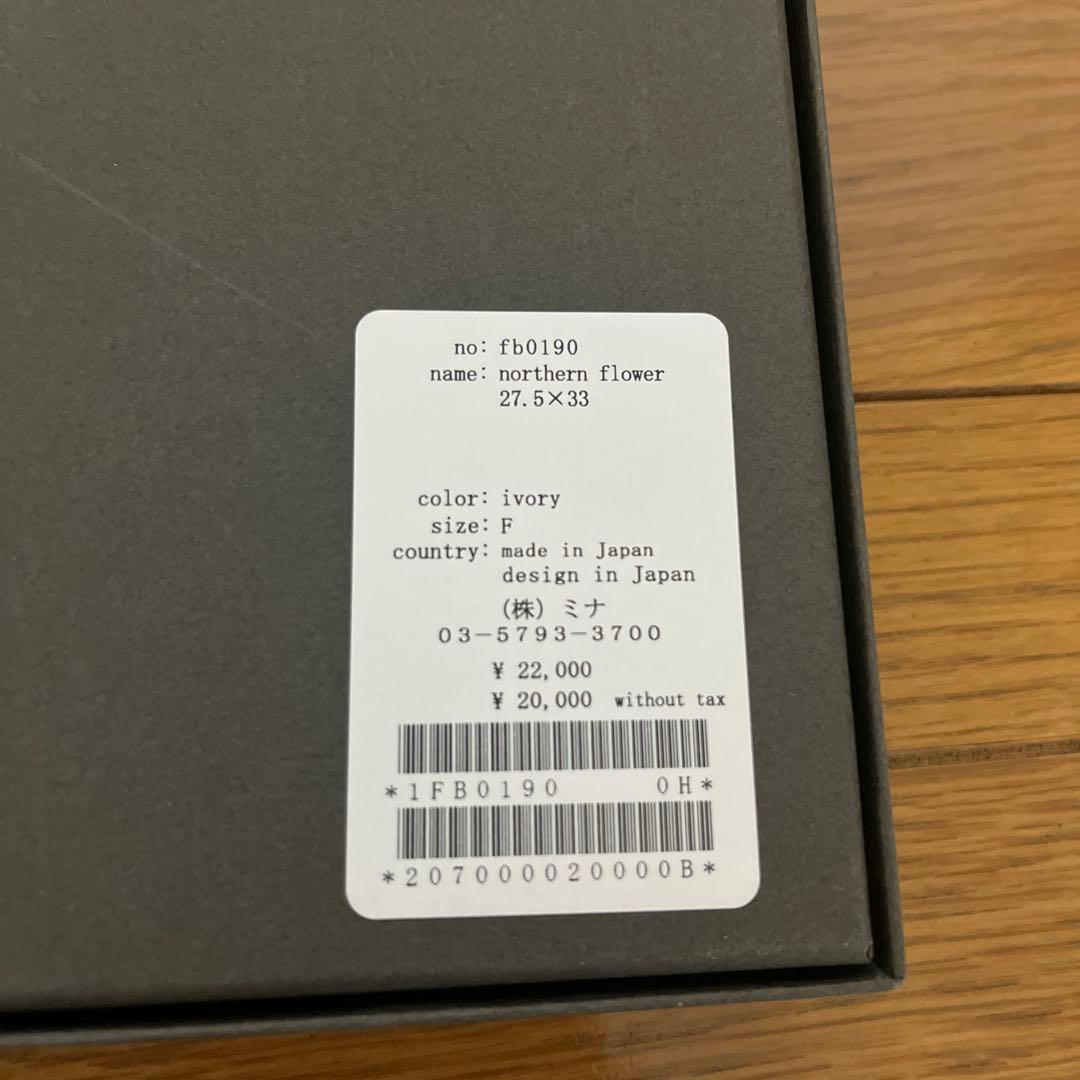 no: fb0190
name: northern flower
27.5×33
color: ivory
size: F
country: made in Japan
design in Japan
(株) ミナ
03-5793-3700
¥ 22,000
¥ 20,000 without tax
*1FB0190 0H*
*207000020000B*